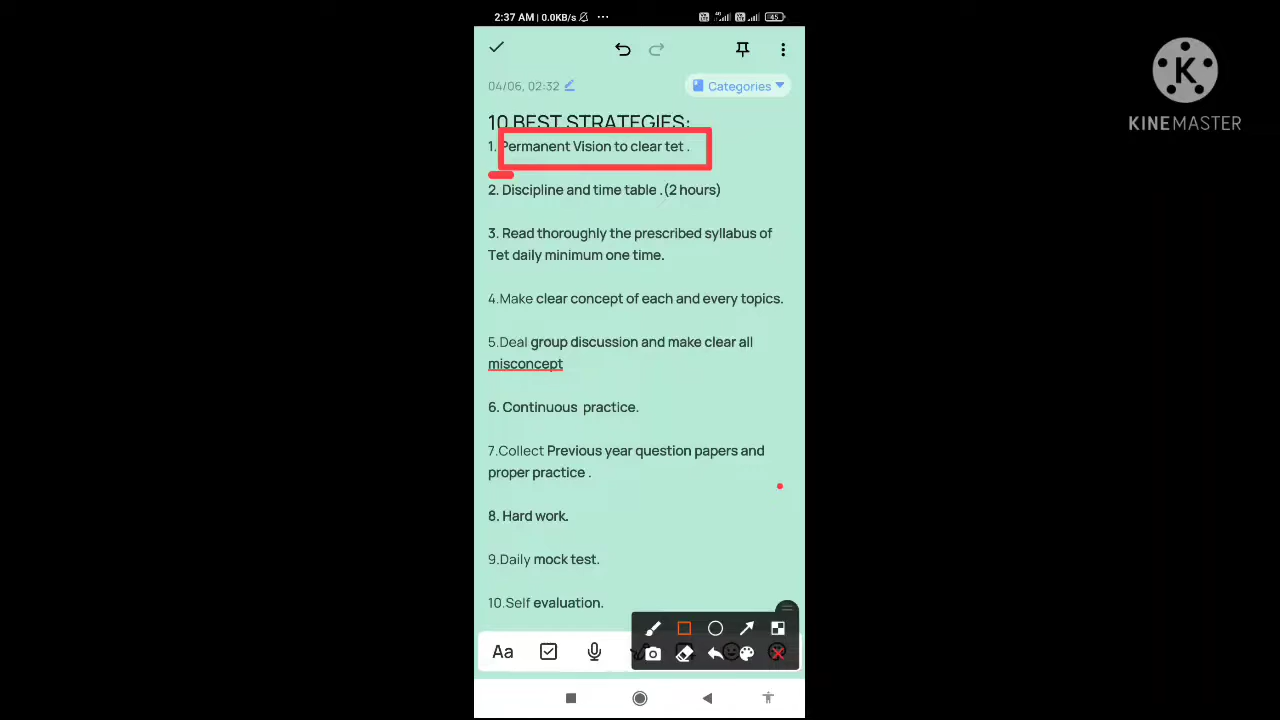 2:37 AM | 0.0KB/s ... 45
04/06, 02:32 Categories
10 BEST STRATEGIES:
1. Permanent Vision to clear tet .
2. Discipline and time table .(2 hours)
3. Read thoroughly the prescribed syllabus of
Tet daily minimum one time.
4.Make clear concept of each and every topics.
5.Deal group discussion and make clear all
misconcept
6. Continuous practice.
7.Collect Previous year question papers and
proper practice .
8. Hard work.
9.Daily mock test.
10.Self evaluation.
Aa
K
KINEMASTER